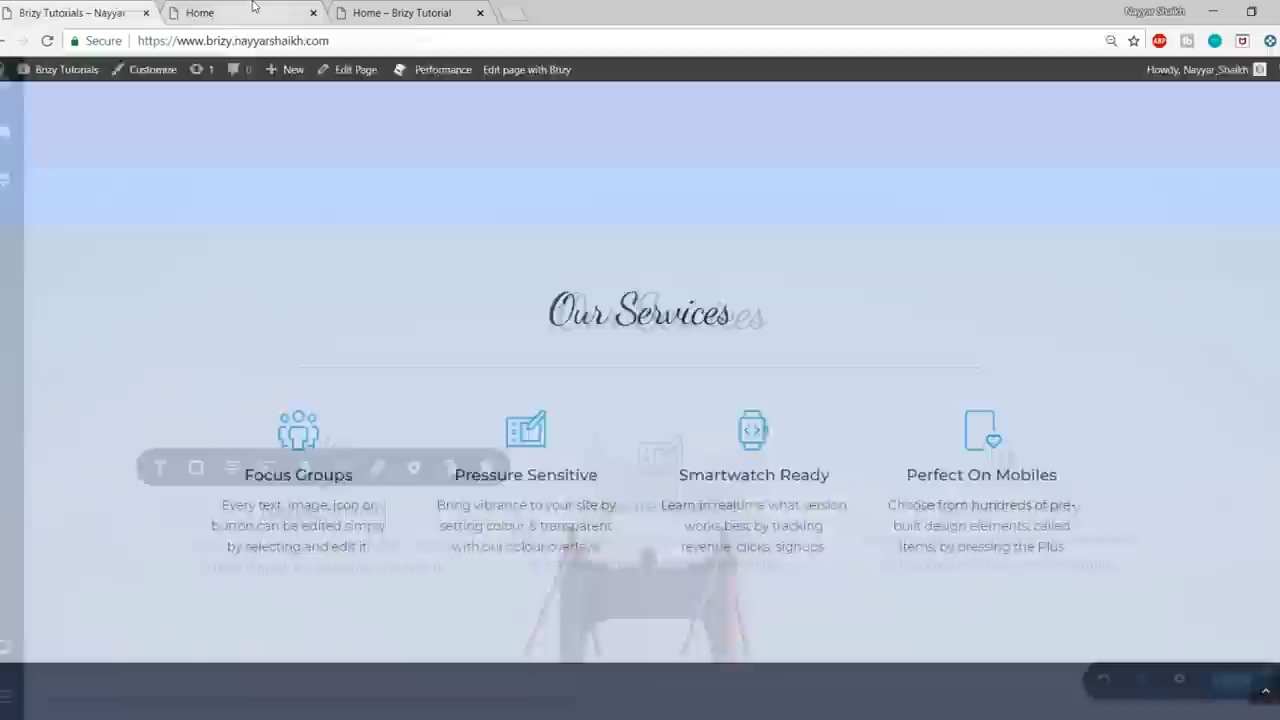 Brizy Tutorials – Nayya
Home
Home – Brizy Tutorial
Nayyar Shaikh
Secure
https://www.brizy.nayyarshaikh.com
ABP
Brizy Tutorials
Customize
1
0
New
Edit Page
Performance
Edit page with Brizy
Howdy, Nayyar_Shaikh
Our Services
Focus Groups
Pressure Sensitive
Smartwatch Ready
Perfect On Mobiles
Every text, image, icon or
Bring vibrance to your site by
Learn in realtime what version
Choose from hundreds of pre-
button can be edited simply
setting colour & transparent
works best by tracking
built design elements, called
by selecting and edit it
with our colour overlays
revenue, clicks, signups
items, by pressing the Plus